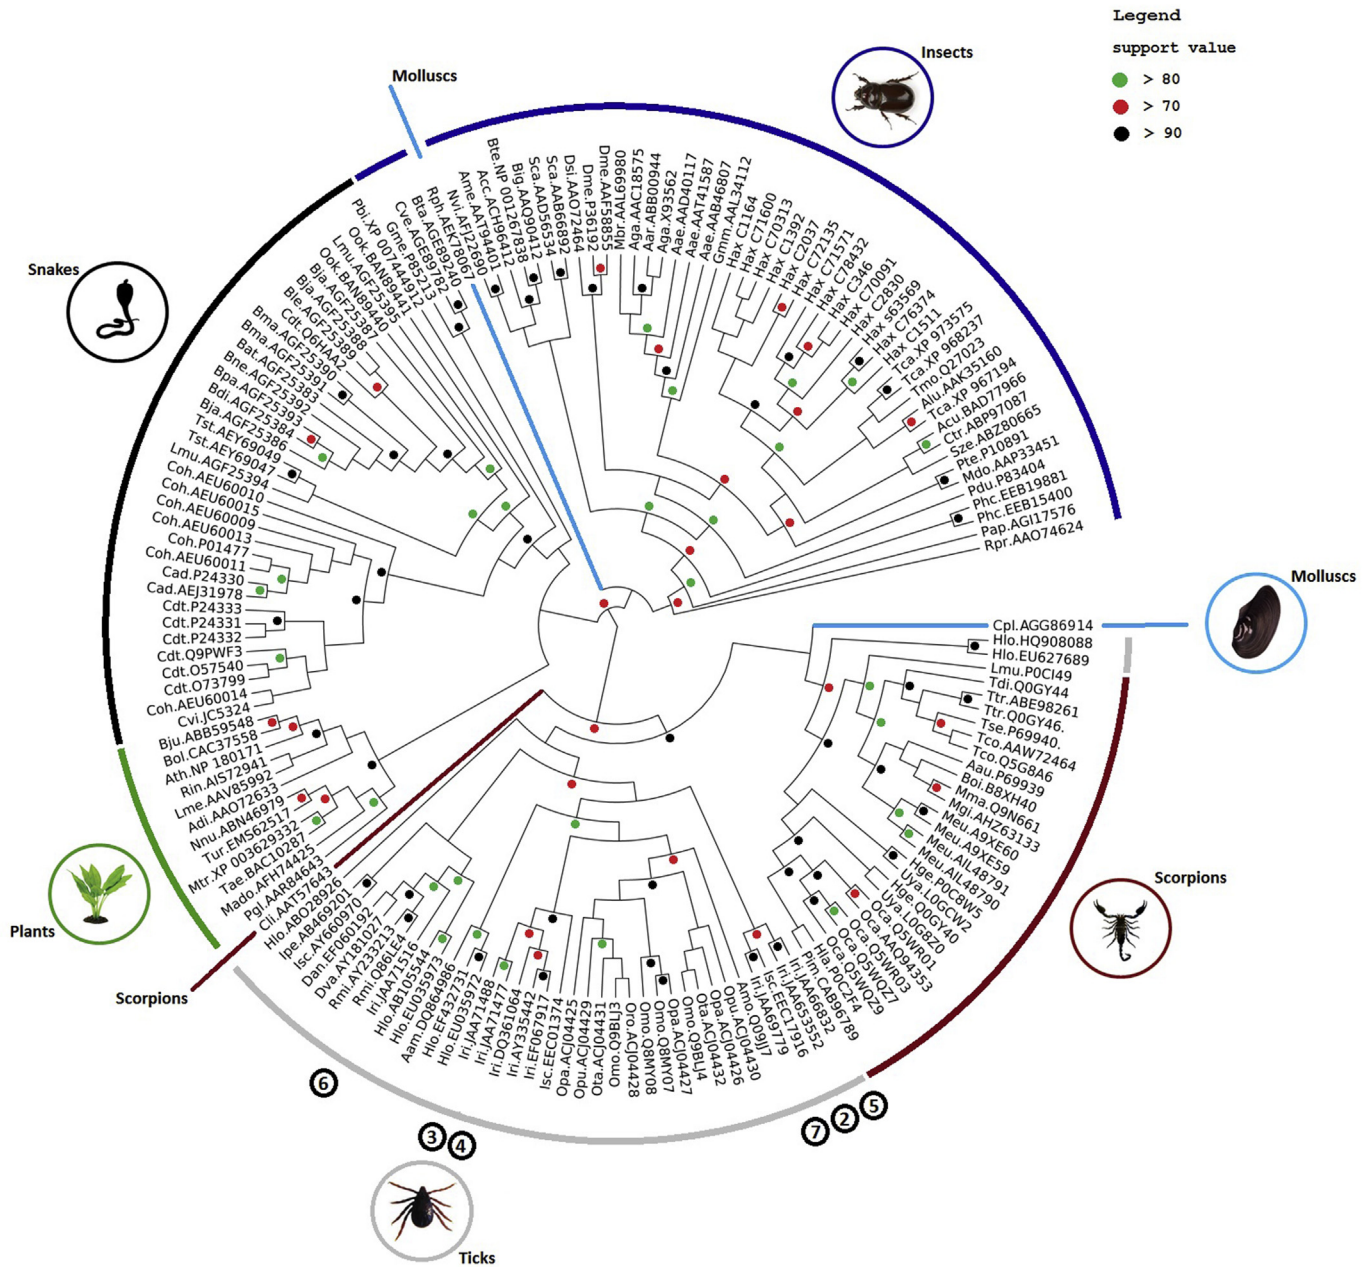 Legend
support value
> 80
> 70
> 90
Insects
Molluscs
Snakes
Plants
Scorpions
Ticks
Scorpions
Molluscs
6
3
4
7
2
5
Pbi.XP 007444912
Gme.P85213
Cve.AGE89782
Bta.AGE89240
Rph.AEK78067
Nvi.AFJ22690
Ame.AAT94401
Acc.ACH96412
Bte.NP 001267838
Big.AAQ90412
Sca.AAD56534
Sca.AAB66892
Dsi.AAO72464
Dme.P36192
Dme.AAF58855
Mbr.AAL69980
Aga.AAC18575
Aar.ABB00944
Aga.X93562
Aae.AAD40117
Aae.AAT41587
Aae.AAB46807
Gmm.AAL34112
Hax C1164
Hax C71600
Hax C70313
Hax C1392
Hax C2037
Hax C72135
Hax C71571
Hax C78432
Hax C346
Hax C70091
Hax C2830
Hax s63569
Hax C76374
Hax C1511
Tca.XP 973575
Tca.XP 968237
Tmo.Q27023
Alu.AAK35160
Tca.XP 967194
Acu.BAD77966
Ctr.ABP97087
Sze.ABZ80665
Pte.P10891
Mdo.AAP33451
Pdu.P83404
Phc.EEB19881
Phc.EEB15400
Pap.AGI17576
Rpr.AAO74624
Cpl.AGG86914
Hlo.HQ908088
Hlo.EU627689
Lmu.P0CI49
Tdi.Q0GY44
Ttr.ABE98261
Ttr.Q0GY46.
Tse.P69940.
Tco.AAW72464
Tco.Q5G8A6
Aau.P69939
Boi.B8XH40
Mma.Q9N661
Mgi.AHZ63133
Meu.A9XE60
Meu.A9XE59
Meu.AIL48791
Meu.AIL48790
Hge.P0C8W5
Uya.L0GCW2
Hge.Q0GY40
Uya.L0G8Z0
Oca.Q5WR01
Oca.AAQ94353
Oca.Q5WR03
Oca.Q5WQZ7
Oca.Q5WQZ9
Hla.P0C2F4
Pim.CAB96789
Iri.JAA66832
Iri.JAA653552
Isc.EEC17916
Iri.JAA69779
Amo.Q09JJ7
Opu.ACJ04430
Opa.ACJ04426
Ota.ACJ04432
Omo.Q9BLJ4
Opa.ACJ04427
Omo.Q8MY07
Omo.Q8MY08
Oro.ACJ04428
Omo.Q9BLJ3
Ota.ACJ04431
Opu.ACJ04429
Opa.ACJ04425
Isc.EEC01374
Iri.EF067917
Iri.AY335442
Iri.DQ361064
Iri.JAA71477
Iri.JAA71488
Hlo.EU035972
Hlo.EF432731
Aam.DQ864986
Hlo.EU035973
Hlo.AB105544
Iri.JAA71516
Rmi.O86LE4
Rmi.AY233213
Dva.AY181027
Dan.EF060192
Isc.AY660970
Ipe.AB469201
Hlo.ABO28926
Cli.AAT57643
Pgl.AAR84643
Mado.AFH74425
Tae.BAC10287
Mtr.XP 003629332
Tur.EMS62517
Nnu.ABN46979
Adi.AAO72633
Lme.AAV85992
Rin.AIS72941
Ath.NP 180171
Bol.CAC37558
Bju.ABB59548
Cvi.JC5324
Coh.AEU60014
Cdt.O73799
Cdt.O57540
Cdt.Q9PWF3
Cdt.P24332
Cdt.P24331
Cdt.P24333
Cad.AEJ31978
Cad.P24330
Coh.AEU60011
Coh.P01477
Coh.AEU60013
Coh.AEU60009
Coh.AEU60015
Coh.AEU60010
Lmu.AGF25394
Tst.AEY69047
Tst.AEY69049
Bja.AGF25386
Bdi.AGF25384
Bpa.AGF25393
Bne.AGF25392
Bat.AGF25383
Bma.AGF25391
Bma.AGF25390
Cdt.Q6HAA2
Ble.AGF25389
Bja.AGF25388
Bja.AGF25387
Ook.BAN89440
Lmu.AGF25395
Ook.BAN89441